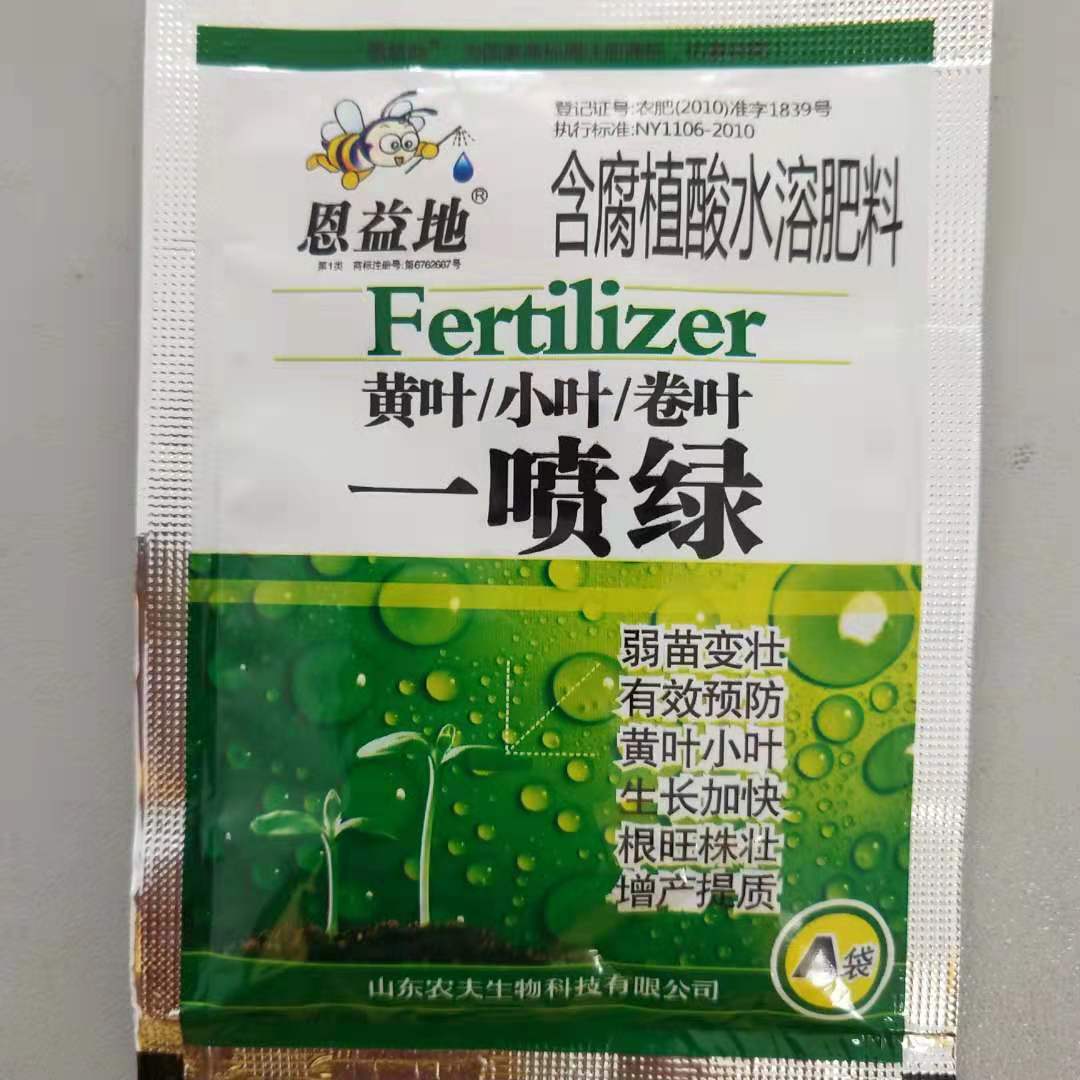 登记证号:农肥(2010)准字1839号
执行标准:NY1106-2010
恩益地®
第1类 商标注册号:第6762667号
含腐植酸水溶肥料
Fertilizer
黄叶/小叶/卷叶
一喷绿
弱苗变壮
有效预防
黄叶小叶
生长加快
根旺株壮
增产提质
A袋
山东农夫生物科技有限公司